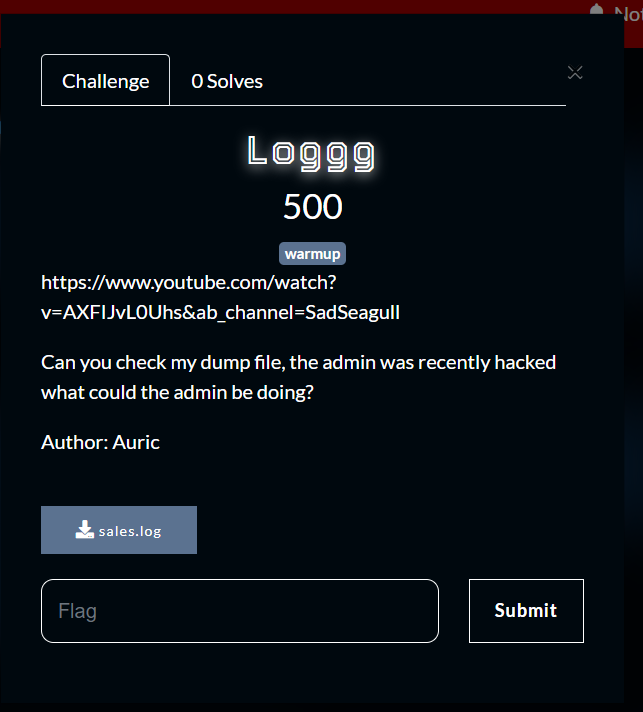 Not
Challenge
0 Solves
Loggg
500
warmup
https://www.youtube.com/watch?
v=AXFIJvL0Uhs&ab_channel=SadSeagull
Can you check my dump file, the admin was recently hacked
what could the admin be doing?
Author: Auric
sales.log
Flag
Submit